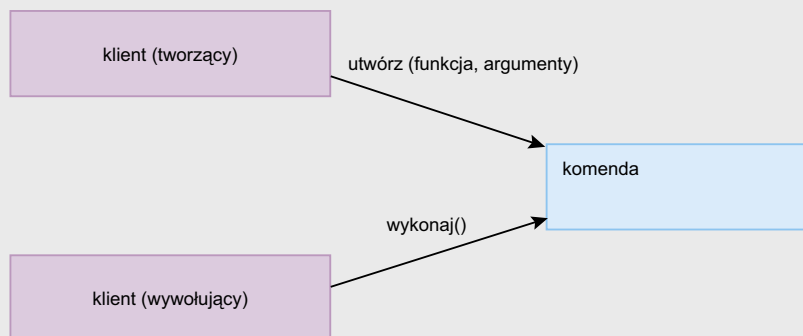 klient (tworzący)
utwórz (funkcja, argumenty)
komenda
wykonaj()
klient (wywołujący)